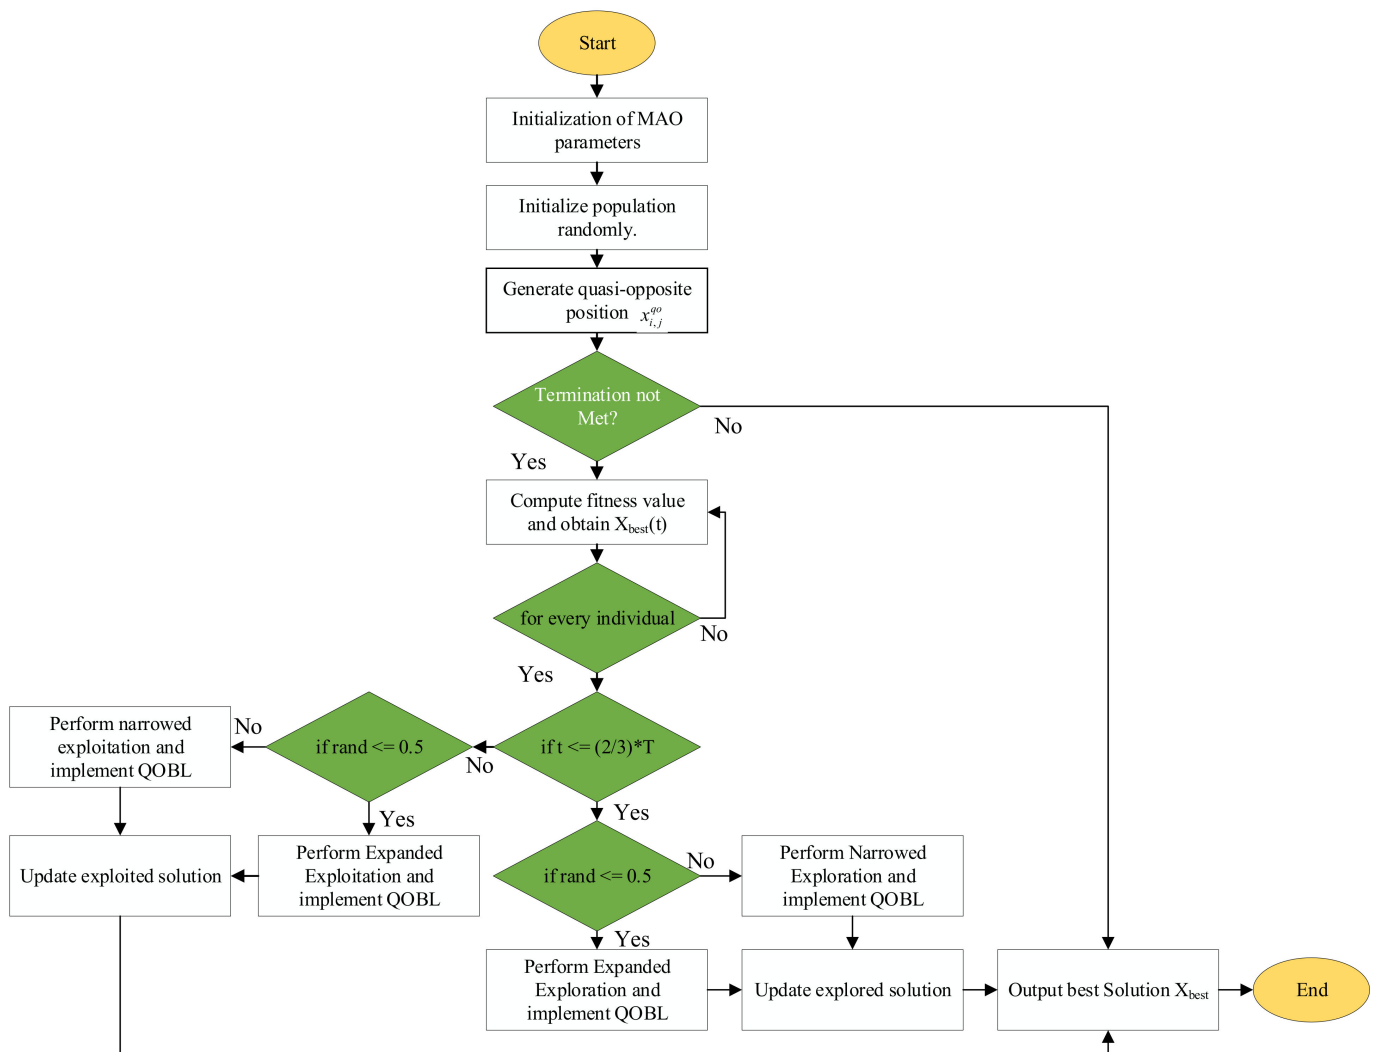 Start
Initialization of MAO
parameters
Initialize population
randomly.
Generate quasi-opposite
position $x_{i,j}^{qo}$
Termination not
Met?
No
Yes
Compute fitness value
and obtain X_best(t)
for every individual
No
Yes
if t <= (2/3)*T
No
Yes
if rand <= 0.5
No
Yes
Perform narrowed
exploitation and
implement QOBL
Perform Expanded
Exploitation and
implement QOBL
Update exploited solution
if rand <= 0.5
No
Yes
Perform Narrowed
Exploration and
implement QOBL
Perform Expanded
Exploration and
implement QOBL
Update explored solution
Output best Solution X_best
End